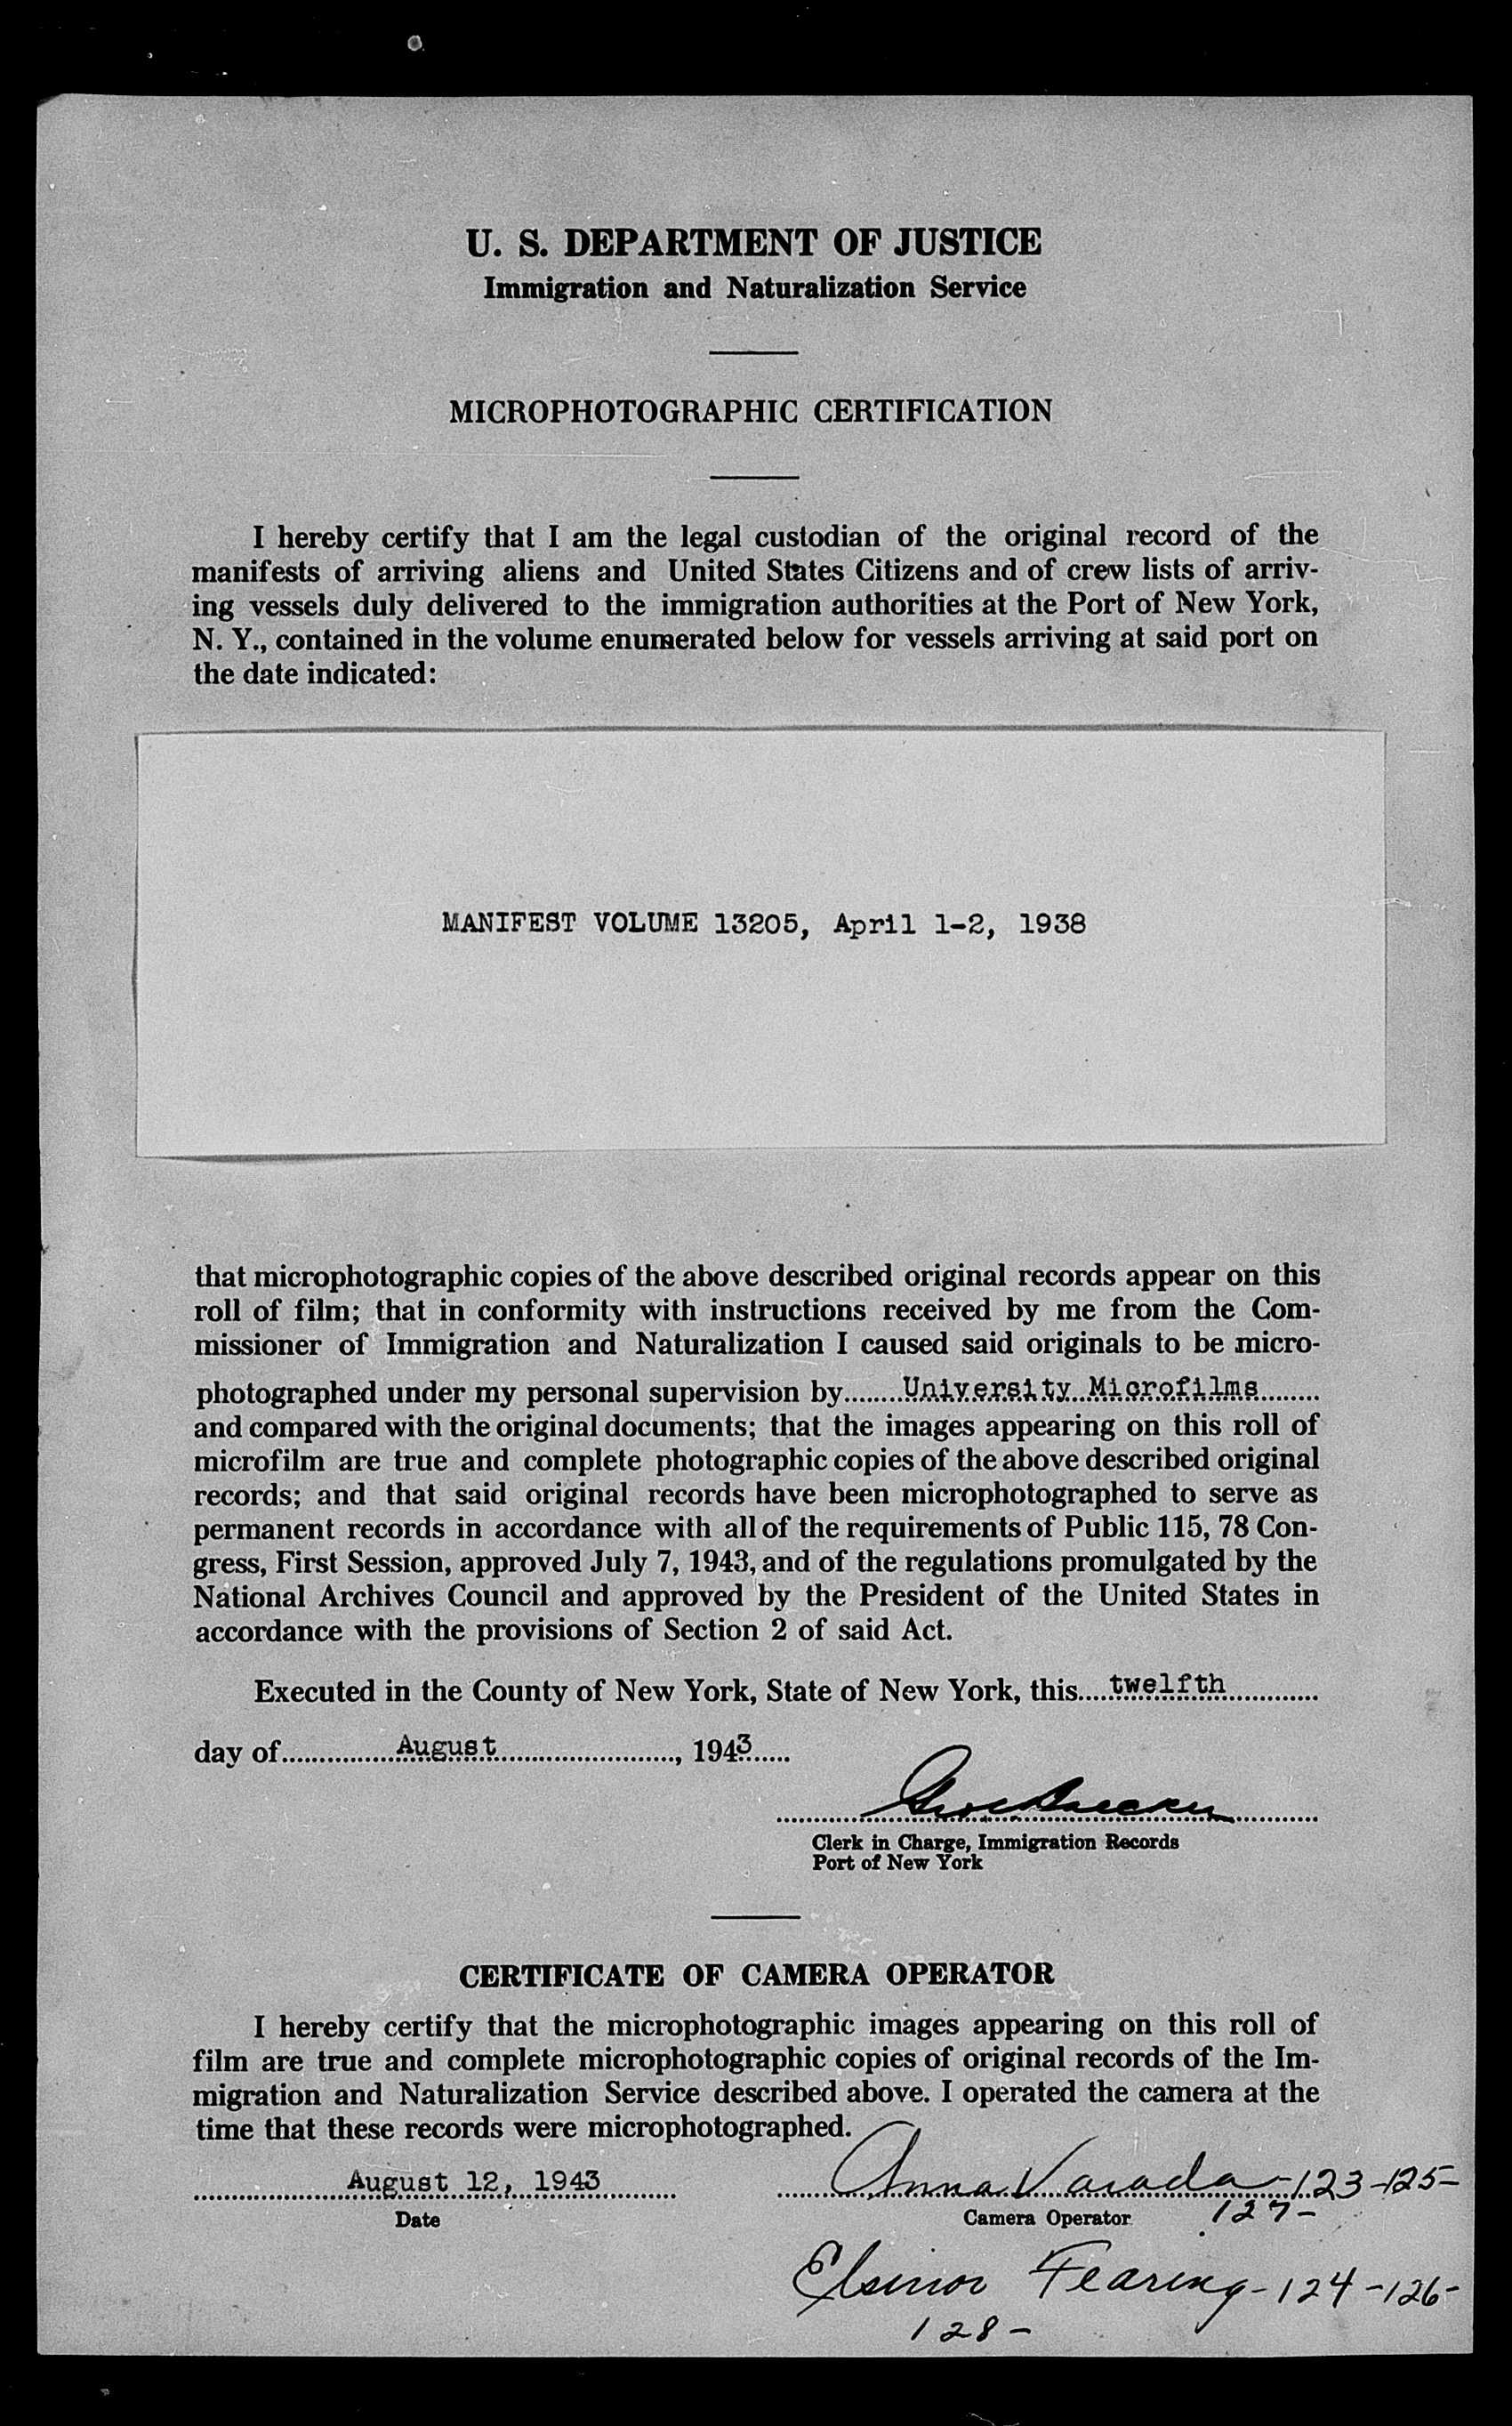 U. S. DEPARTMENT OF JUSTICE
Immigration and Naturalization Service
MICROPHOTOGRAPHIC CERTIFICATION
I hereby certify that I am the legal custodian of the original record of the
manifests of arriving aliens and United States Citizens and of crew lists of arriv-
ing vessels duly delivered to the immigration authorities at the Port of New York,
N. Y., contained in the volume enumerated below for vessels arriving at said port on
the date indicated:
MANIFEST VOLUME 13205, April 1-2, 1938
that microphotographic copies of the above described original records appear on this
roll of film; that in conformity with instructions received by me from the Com-
missioner of Immigration and Naturalization I caused said originals to be micro-
photographed under my personal supervision by University Microfilms
and compared with the original documents; that the images appearing on this roll of
microfilm are true and complete photographic copies of the above described original
records; and that said original records have been microphotographed to serve as
permanent records in accordance with all of the requirements of Public 115, 78 Con-
gress, First Session, approved July 7, 1943, and of the regulations promulgated by the
National Archives Council and approved by the President of the United States in
accordance with the provisions of Section 2 of said Act.
Executed in the County of New York, State of New York, this twelfth
day of August, 1943
Clerk in Charge, Immigration Records
Port of New York
CERTIFICATE OF CAMERA OPERATOR
I hereby certify that the microphotographic images appearing on this roll of
film are true and complete microphotographic copies of original records of the Im-
migration and Naturalization Service described above. I operated the camera at the
time that these records were microphotographed.
August 12, 1943 Anna Varada -123-125-
Date Camera Operator 127-
Elsinor Fearing-124-126-
128-